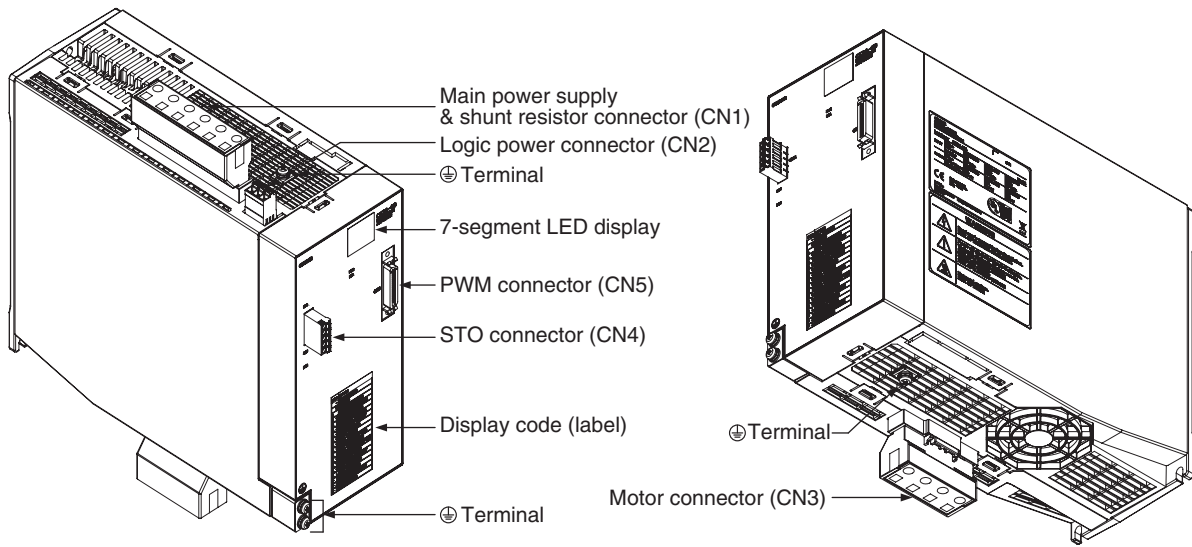 Main power supply
& shunt resistor connector (CN1)
Logic power connector (CN2)
Terminal
7-segment LED display
PWM connector (CN5)
STO connector (CN4)
Display code (label)
Terminal
Terminal
Motor connector (CN3)